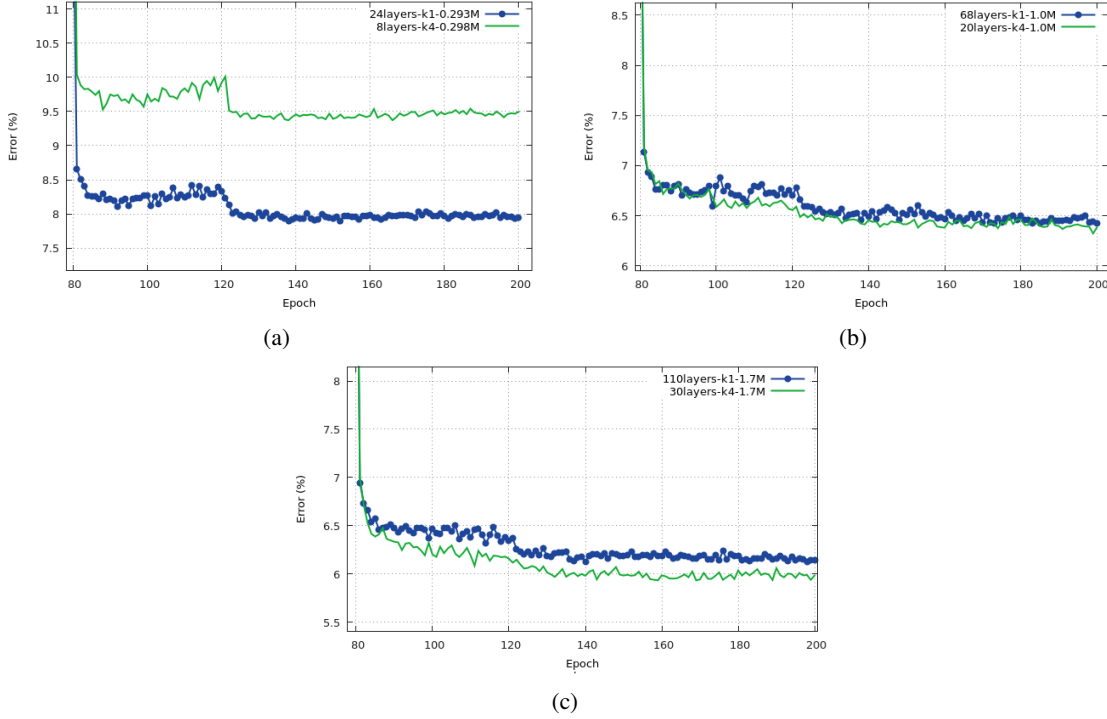 11
10.5
10
9.5
9
8.5
8
7.5
80 100 120 140 160 180 200
Error (%)
Epoch
24layers-k1-0.293M
8layers-k4-0.298M
(a)
8.5
8
7.5
7
6.5
6
80 100 120 140 160 180 200
Error (%)
Epoch
68layers-k1-1.0M
20layers-k4-1.0M
(b)
8
7.5
7
6.5
6
5.5
80 100 120 140 160 180 200
Error (%)
Epoch
110layers-k1-1.7M
30layers-k4-1.7M
(c)